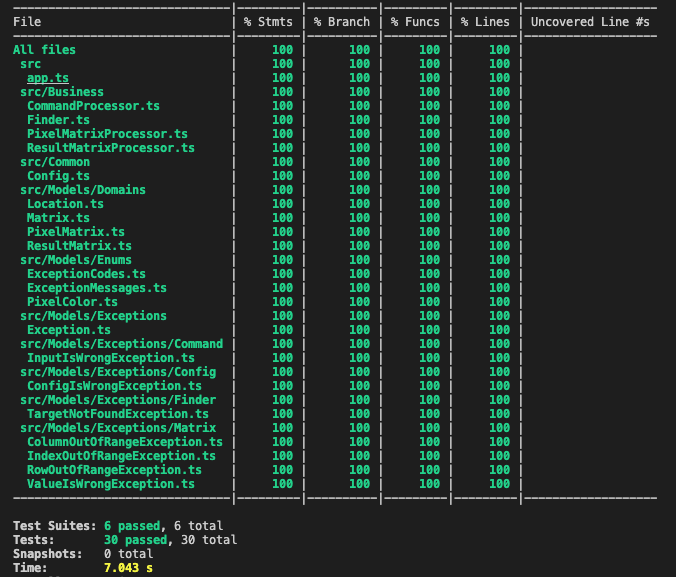 File | % Stmts | % Branch | % Funcs | % Lines | Uncovered Line #s
All files | 100 | 100 | 100 | 100 |
src | 100 | 100 | 100 | 100 |
app.ts | 100 | 100 | 100 | 100 |
src/Business | 100 | 100 | 100 | 100 |
CommandProcessor.ts | 100 | 100 | 100 | 100 |
Finder.ts | 100 | 100 | 100 | 100 |
PixelMatrixProcessor.ts | 100 | 100 | 100 | 100 |
ResultMatrixProcessor.ts | 100 | 100 | 100 | 100 |
src/Common | 100 | 100 | 100 | 100 |
Config.ts | 100 | 100 | 100 | 100 |
src/Models/Domains | 100 | 100 | 100 | 100 |
Location.ts | 100 | 100 | 100 | 100 |
Matrix.ts | 100 | 100 | 100 | 100 |
PixelMatrix.ts | 100 | 100 | 100 | 100 |
ResultMatrix.ts | 100 | 100 | 100 | 100 |
src/Models/Enums | 100 | 100 | 100 | 100 |
ExceptionCodes.ts | 100 | 100 | 100 | 100 |
ExceptionMessages.ts | 100 | 100 | 100 | 100 |
PixelColor.ts | 100 | 100 | 100 | 100 |
src/Models/Exceptions | 100 | 100 | 100 | 100 |
Exception.ts | 100 | 100 | 100 | 100 |
src/Models/Exceptions/Command | 100 | 100 | 100 | 100 |
InputIsWrongException.ts | 100 | 100 | 100 | 100 |
src/Models/Exceptions/Config | 100 | 100 | 100 | 100 |
ConfigIsWrongException.ts | 100 | 100 | 100 | 100 |
src/Models/Exceptions/Finder | 100 | 100 | 100 | 100 |
TargetNotFoundException.ts | 100 | 100 | 100 | 100 |
src/Models/Exceptions/Matrix | 100 | 100 | 100 | 100 |
ColumnOutOfRangeException.ts | 100 | 100 | 100 | 100 |
IndexOutOfRangeException.ts | 100 | 100 | 100 | 100 |
RowOutOfRangeException.ts | 100 | 100 | 100 | 100 |
ValueIsWrongException.ts | 100 | 100 | 100 | 100 |
Test Suites: 6 passed, 6 total
Tests: 30 passed, 30 total
Snapshots: 0 total
Time: 7.043 s